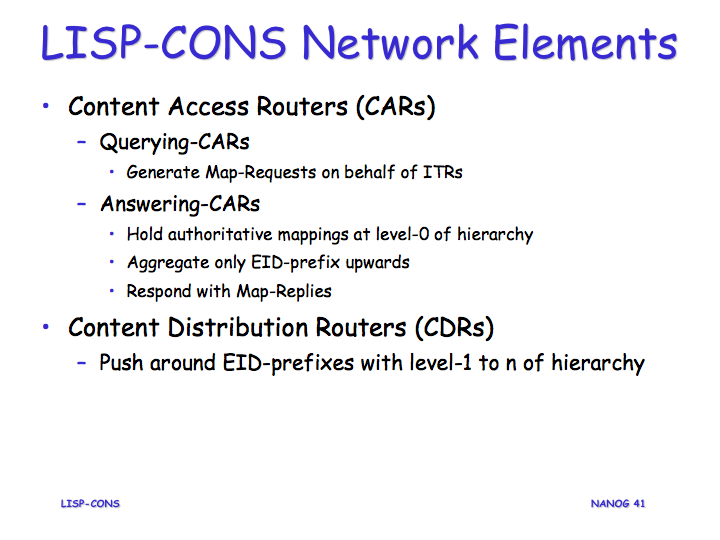 LISP-CONS Network Elements
• Content Access Routers (CARs)
– Querying-CARs
• Generate Map-Requests on behalf of ITRs
– Answering-CARs
• Hold authoritative mappings at level-0 of hierarchy
• Aggregate only EID-prefix upwards
• Respond with Map-Replies
• Content Distribution Routers (CDRs)
– Push around EID-prefixes with level-1 to n of hierarchy
LISP-CONS
NANOG 41